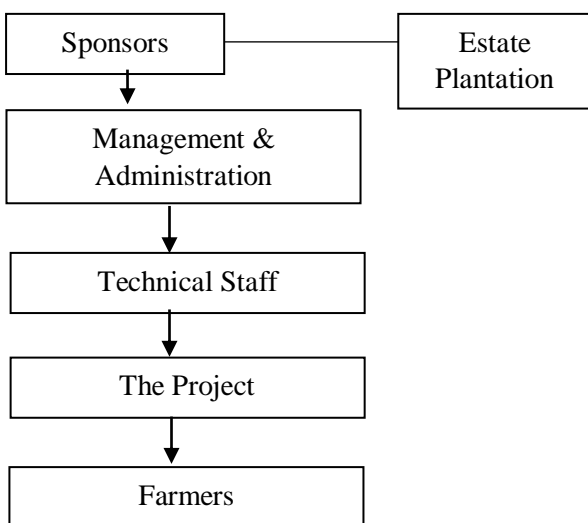 Sponsors
Estate
Plantation
Management &
Administration
Technical Staff
The Project
Farmers